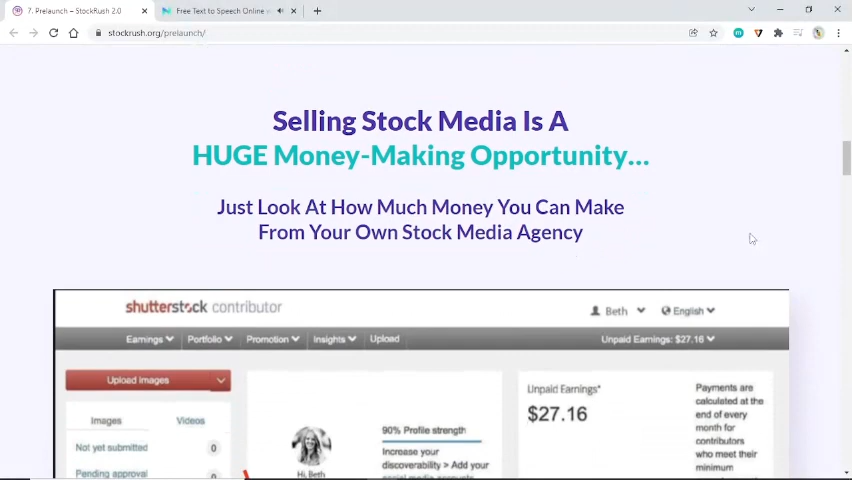 7. Prelaunch – StockRush 2.0
Free Text to Speech Online
stockrush.org/prelaunch/
Selling Stock Media Is A
HUGE Money-Making Opportunity...
Just Look At How Much Money You Can Make
From Your Own Stock Media Agency
shutterstock contributor
Beth
English
Earnings
Portfolio
Promotion
Insights
Upload
Unpaid Earnings: $27.16
Upload images
Images
Videos
Not yet submitted
0
Pending approval
Hi, Beth
90% Profile strength
Increase your
discoverability > Add your
Unpaid Earnings*
$27.16
Payments are
calculated at the
end of every
month for
contributors
who meet their
minimum